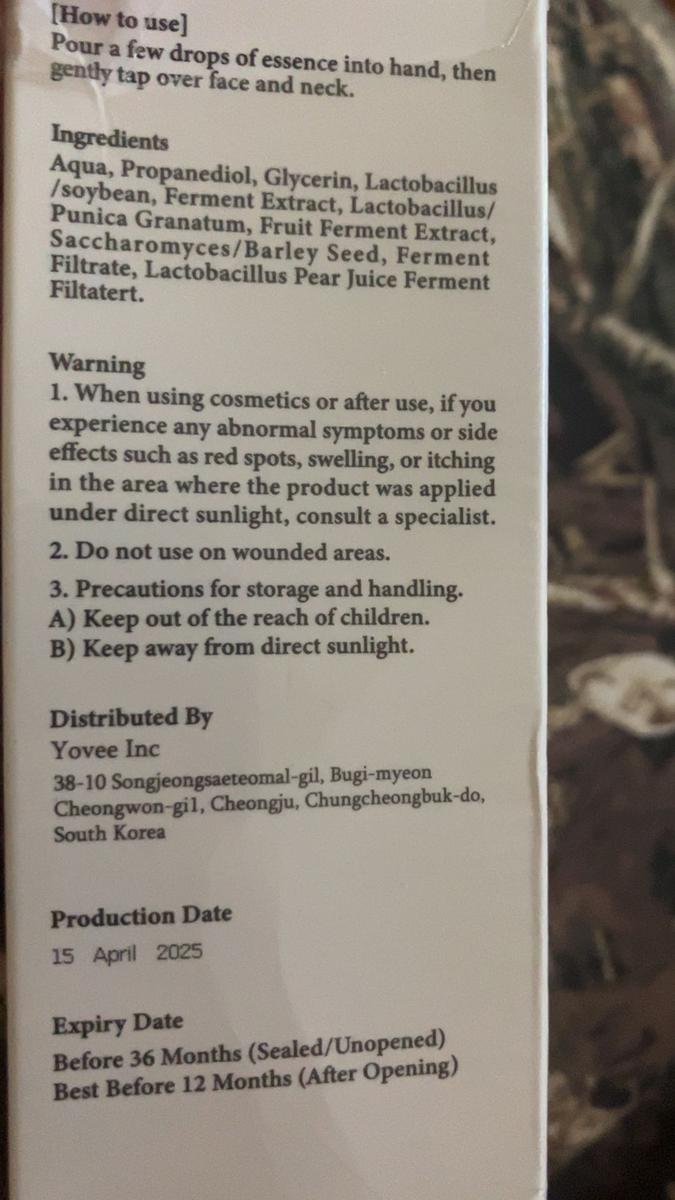 [How to use]
Pour a few drops of essence into hand, then
gently tap over face and neck.
Ingredients
Aqua, Propanediol, Glycerin, Lactobacillus
/soybean, Ferment Extract, Lactobacillus/
Punica Granatum, Fruit Ferment Extract,
Saccharomyces/Barley Seed, Ferment
Filtrate, Lactobacillus Pear Juice Ferment
Filtatert.
Warning
1. When using cosmetics or after use, if you
experience any abnormal symptoms or side
effects such as red spots, swelling, or itching
in the area where the product was applied
under direct sunlight, consult a specialist.
2. Do not use on wounded areas.
3. Precautions for storage and handling.
A) Keep out of the reach of children.
B) Keep away from direct sunlight.
Distributed By
Yovee Inc
38-10 Songjeongsaeteomal-gil, Bugi-myeon
Cheongwon-gil, Cheongju, Chungcheongbuk-do,
South Korea
Production Date
15 April 2025
Expiry Date
Before 36 Months (Sealed/Unopened)
Best Before 12 Months (After Opening)